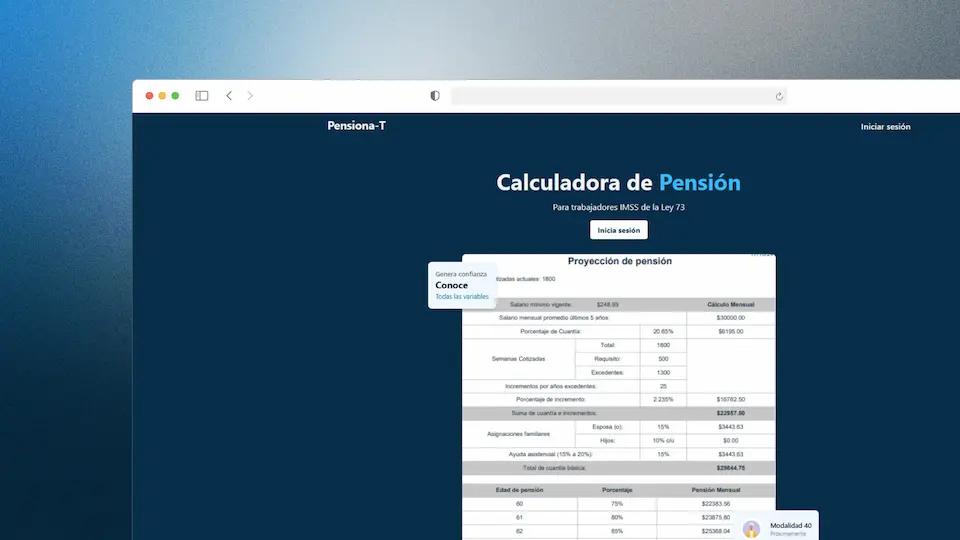 Pensiona-T
Iniciar sesión
Calculadora de Pensión
Para trabajadores IMSS de la Ley 73
Inicia sesión
Genera confianza
Conoce
Todas las variables
Proyección de pensión
actuales: 1800
Salario mínimo vigente: $248.93 Cálculo Mensual
Salario mensual promedio últimos 5 años: $30000.00
Porcentaje de Cuantía: 20.65% $6195.00
Semanas Cotizadas
Total: 1800
Requisito: 500
Excedentes: 1300
Incrementos por años excedentes: 25
Porcentaje de incremento: 2.235% $16762.50
Suma de cuantía e incrementos: $22957.50
Asignaciones familiares
Esposa (o): 15% $3443.63
Hijos: 10% c/u $0.00
Ayuda asistencial (15% a 20%): 15% $3443.63
Total de cuantía básica: $29844.75
Edad de pensión Porcentaje Pensión Mensual
60 75% $22383.56
61 80% $23875.80
62 85% $25368.04
Modalidad 40
Próximamente